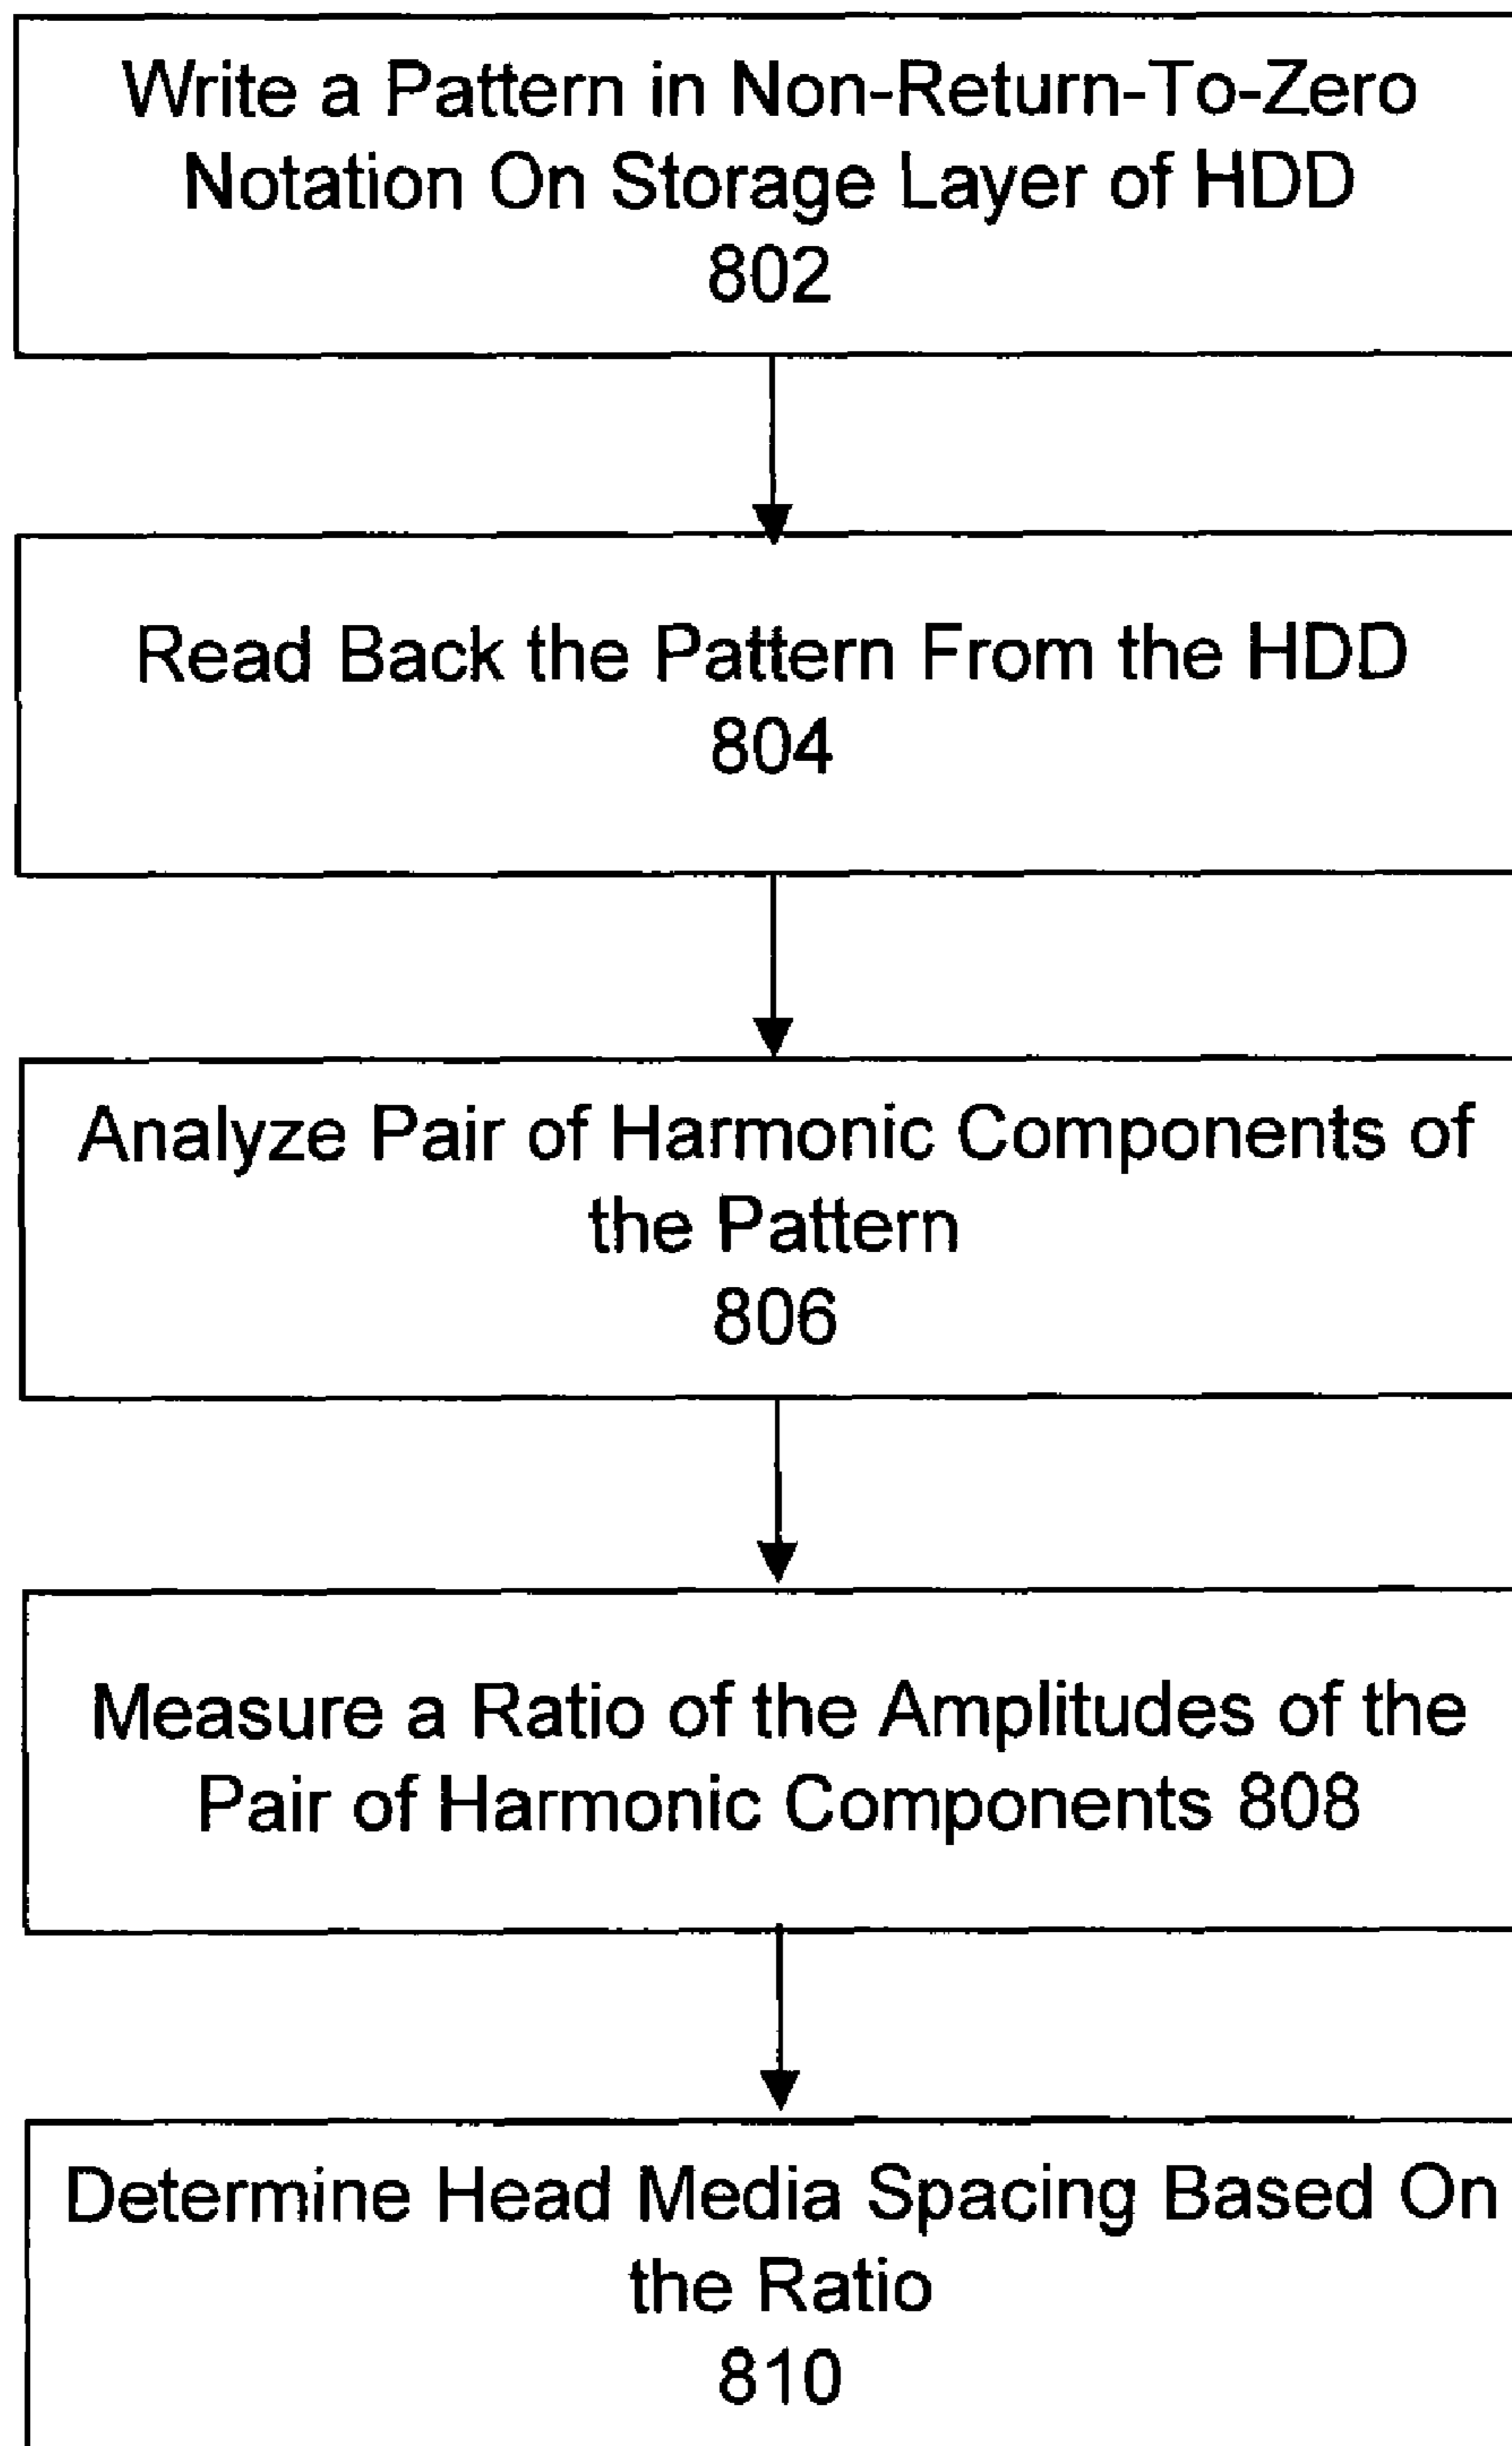 Write a Pattern in Non-Return-To-Zero
Notation On Storage Layer of HDD
802
Read Back the Pattern From the HDD
804
Analyze Pair of Harmonic Components of
the Pattern
806
Measure a Ratio of the Amplitudes of the
Pair of Harmonic Components 808
Determine Head Media Spacing Based On
the Ratio
810